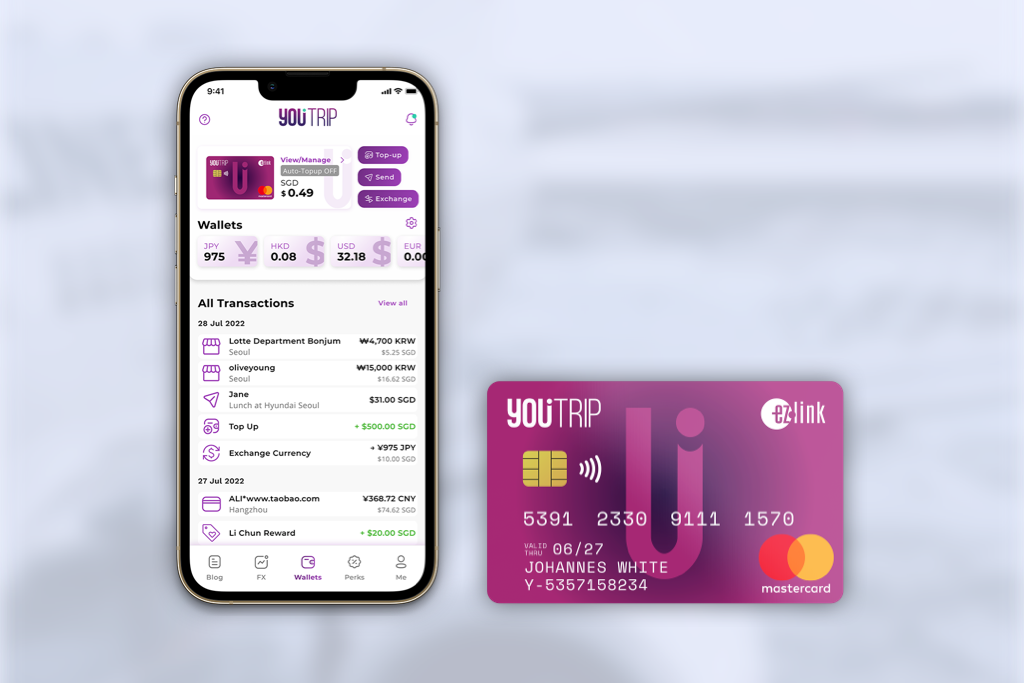 9:41
YOUTRIP
YOUTRIP
ez-link
View/Manage
Auto-Topup OFF
SGD
$ 0.49
Top-up
Send
Exchange
Wallets
JPY
975
¥
HKD
0.08
$
USD
32.18
$
EUR
0.00
All Transactions
View all
28 Jul 2022
Lotte Department Bonjum ₩4,700 KRW
Seoul $5.25 SGD
oliveyoung ₩15,000 KRW
Seoul $16.62 SGD
Jane
Lunch at Hyundai Seoul $31.00 SGD
Top Up + $500.00 SGD
Exchange Currency → ¥975 JPY
$10.00 SGD
27 Jul 2022
ALI*www.taobao.com ¥368.72 CNY
Hangzhou $74.62 SGD
Li Chun Reward + $20.00 SGD
Blog FX Wallets Perks Me
YOUTRIP
ez-link
5391 2330 9111 1570
VALID
THRU 06/27
JOHANNES WHITE
Y-5357158234
mastercard